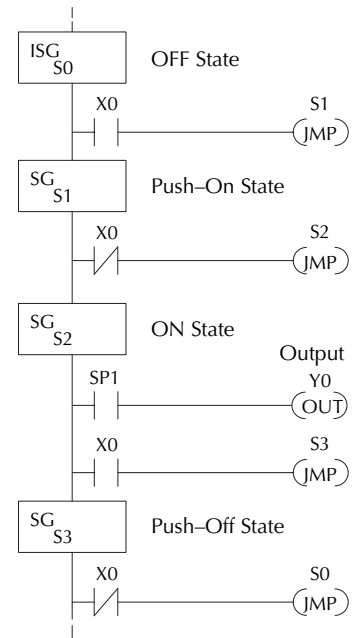 ISG
S0
OFF State
X0
S1
JMP
SG
S1
Push–On State
X0
S2
JMP
SG
S2
ON State
Output
SP1
Y0
OUT
X0
S3
JMP
SG
S3
Push–Off State
X0
S0
JMP